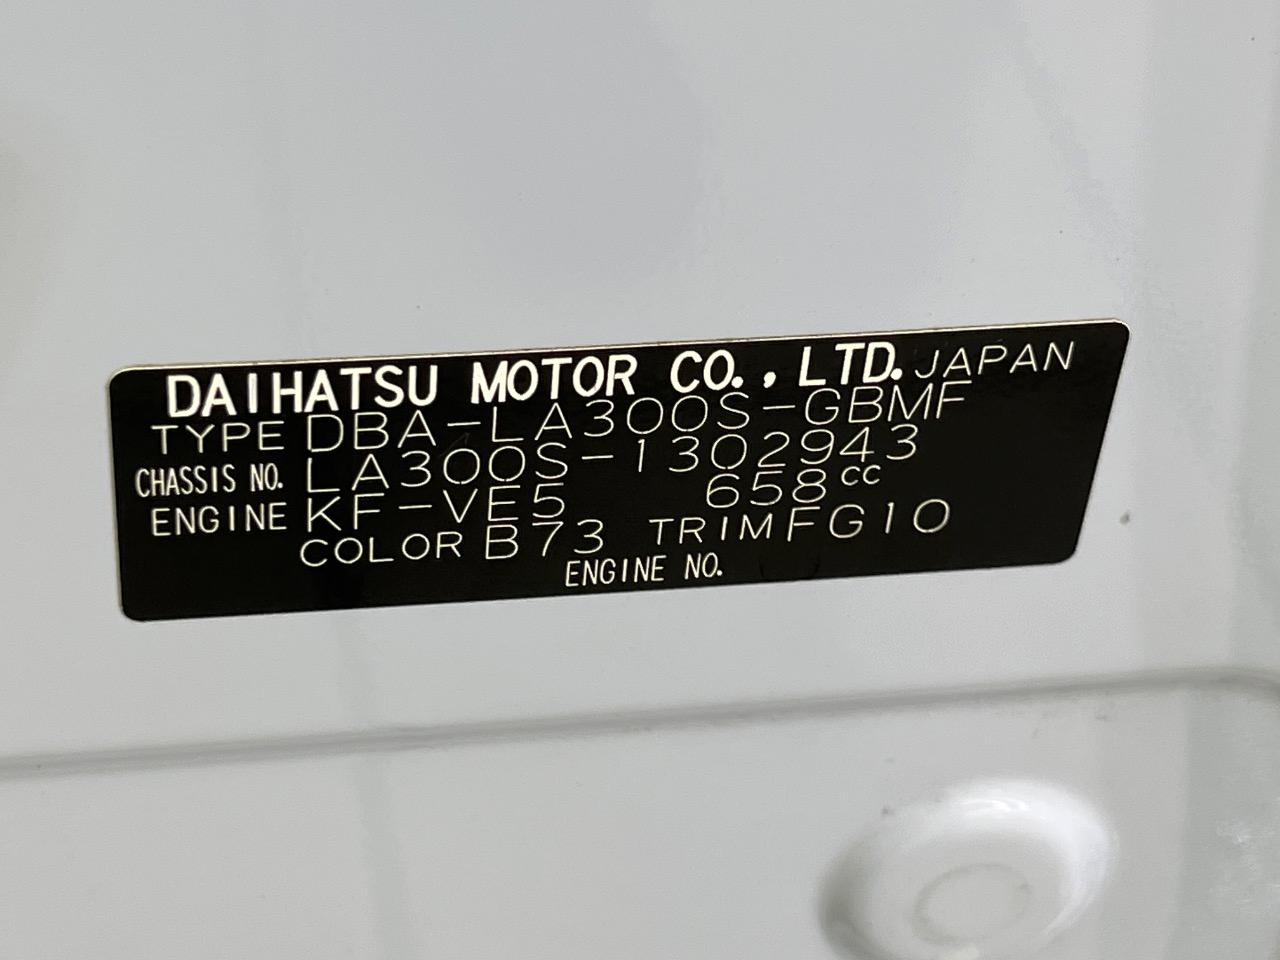 DAIHATSU MOTOR CO., LTD. JAPAN
TYPE DBA-LA300S-GBMF
CHASSIS NO. LA300S-1302943
ENGINE KF-VE5 658cc
COLOR B73 TRIM FG10
ENGINE NO.